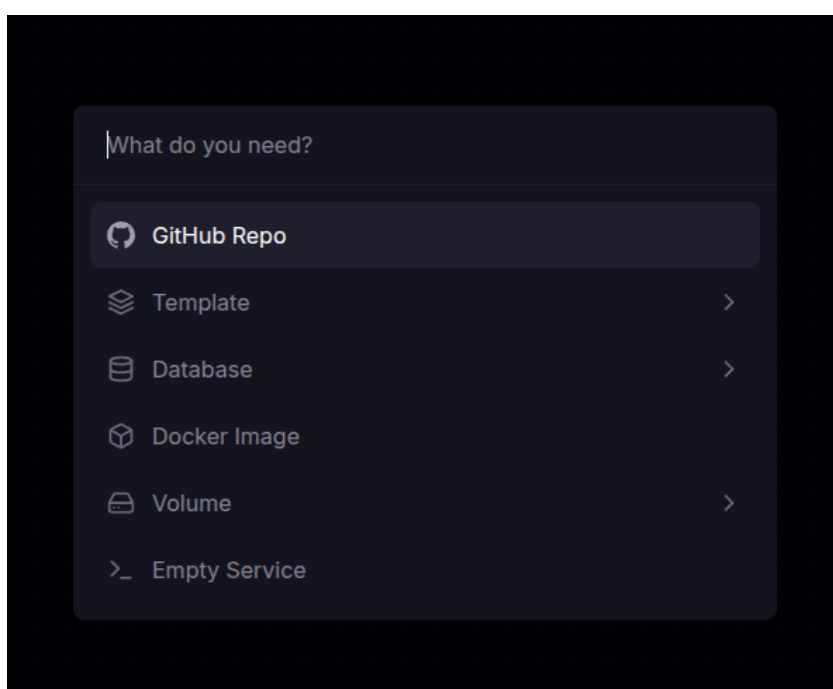 What do you need?
GitHub Repo
Template
Database
Docker Image
Volume
Empty Service